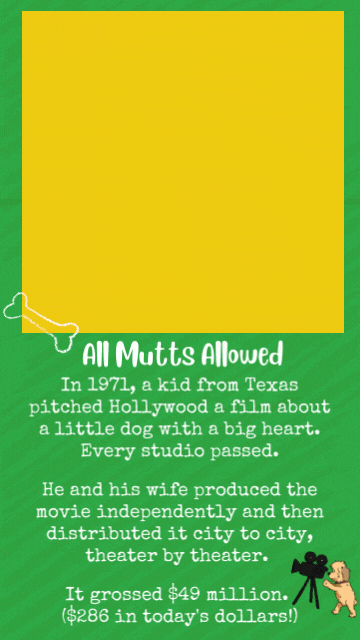 All Mutts Allowed
In 1971, a kid from Texas
pitched Hollywood a film about
a little dog with a big heart.
Every studio passed.
He and his wife produced the
movie independently and then
distributed it city to city,
theater by theater.
It grossed $49 million.
($286 in today's dollars!)